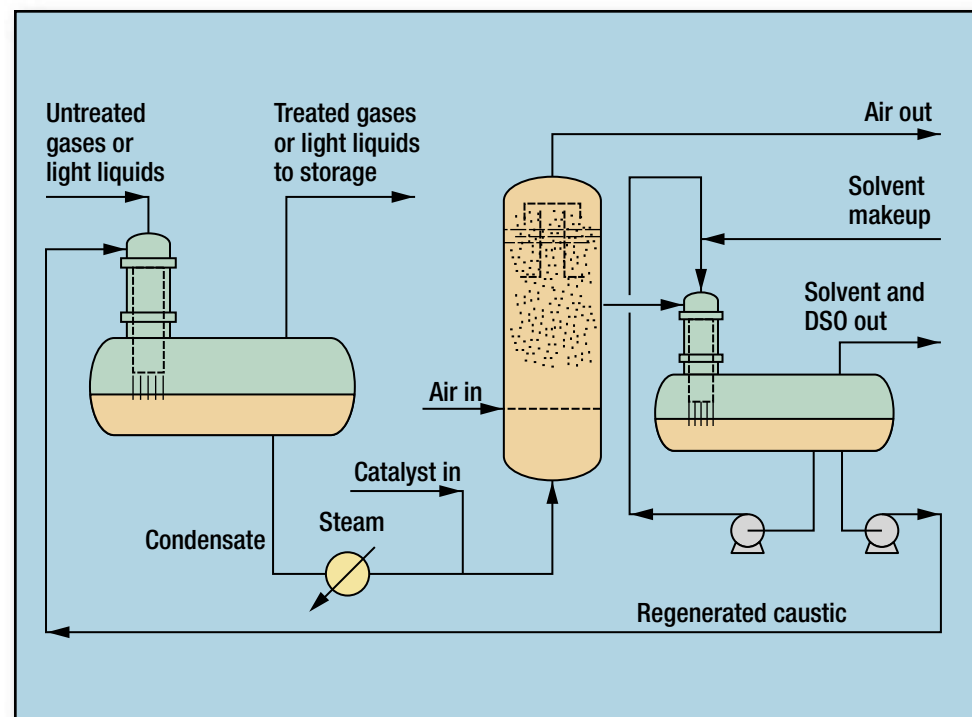 Untreated
gases or
light liquids
Treated gases
or light liquids
to storage
Air out
Solvent
makeup
Solvent and
DSO out
Air in
Catalyst in
Steam
Condensate
Regenerated caustic